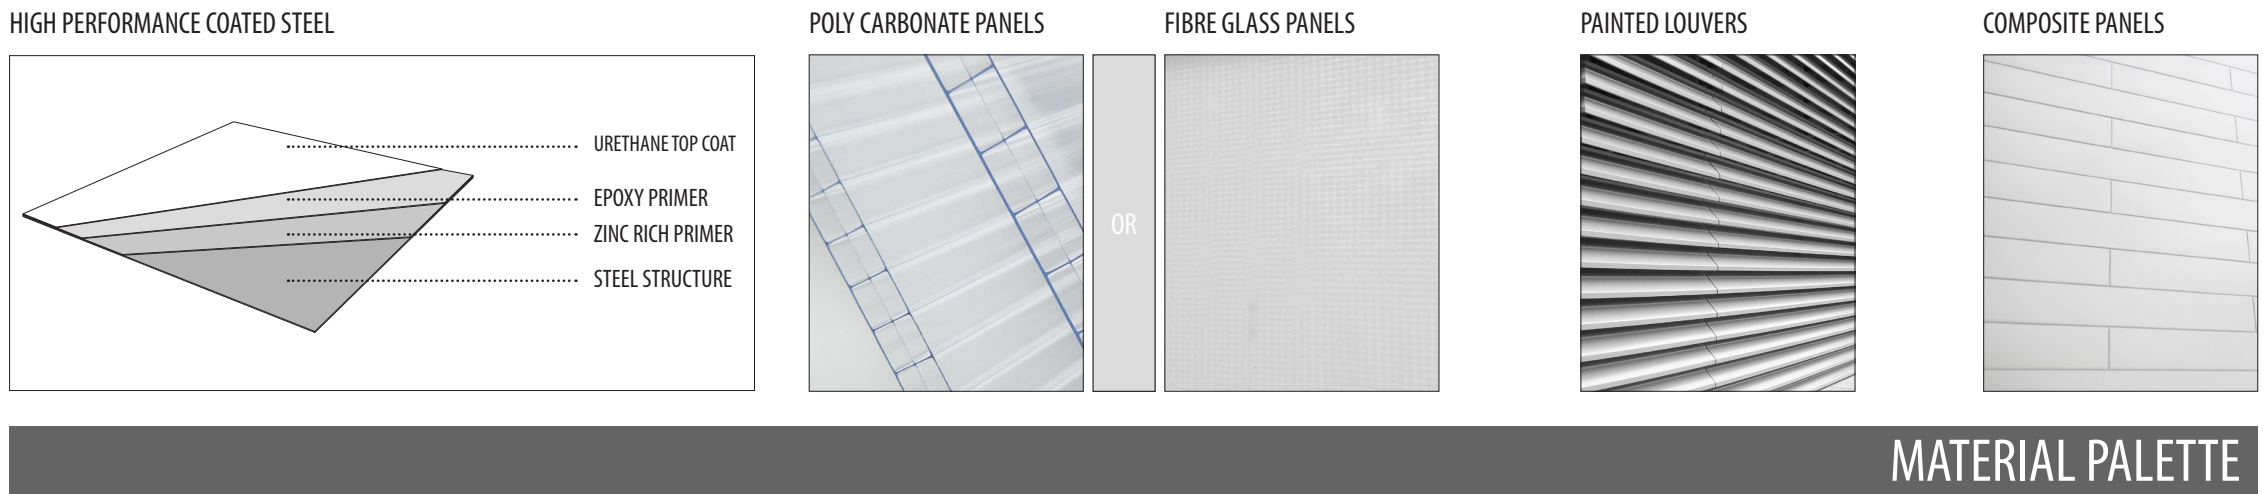 HIGH PERFORMANCE COATED STEEL
POLY CARBONATE PANELS
FIBRE GLASS PANELS
PAINTED LOUVERS
COMPOSITE PANELS
URETHANE TOP COAT
EPOXY PRIMER
ZINC RICH PRIMER
STEEL STRUCTURE
OR
MATERIAL PALETTE